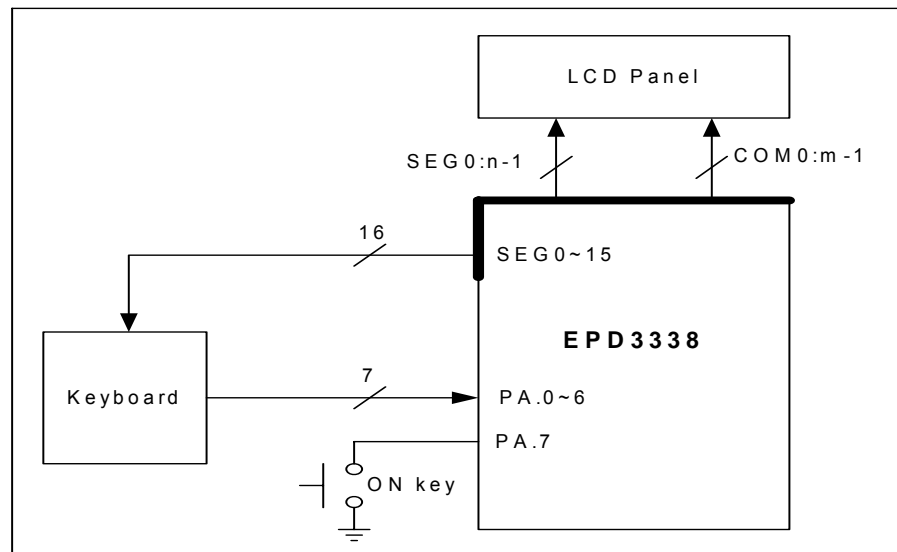 LCD Panel
SEG0:n-1
COM0:m-1
16
SEG0~15
EPD3338
Keyboard
7
PA.0~6
PA.7
ON key